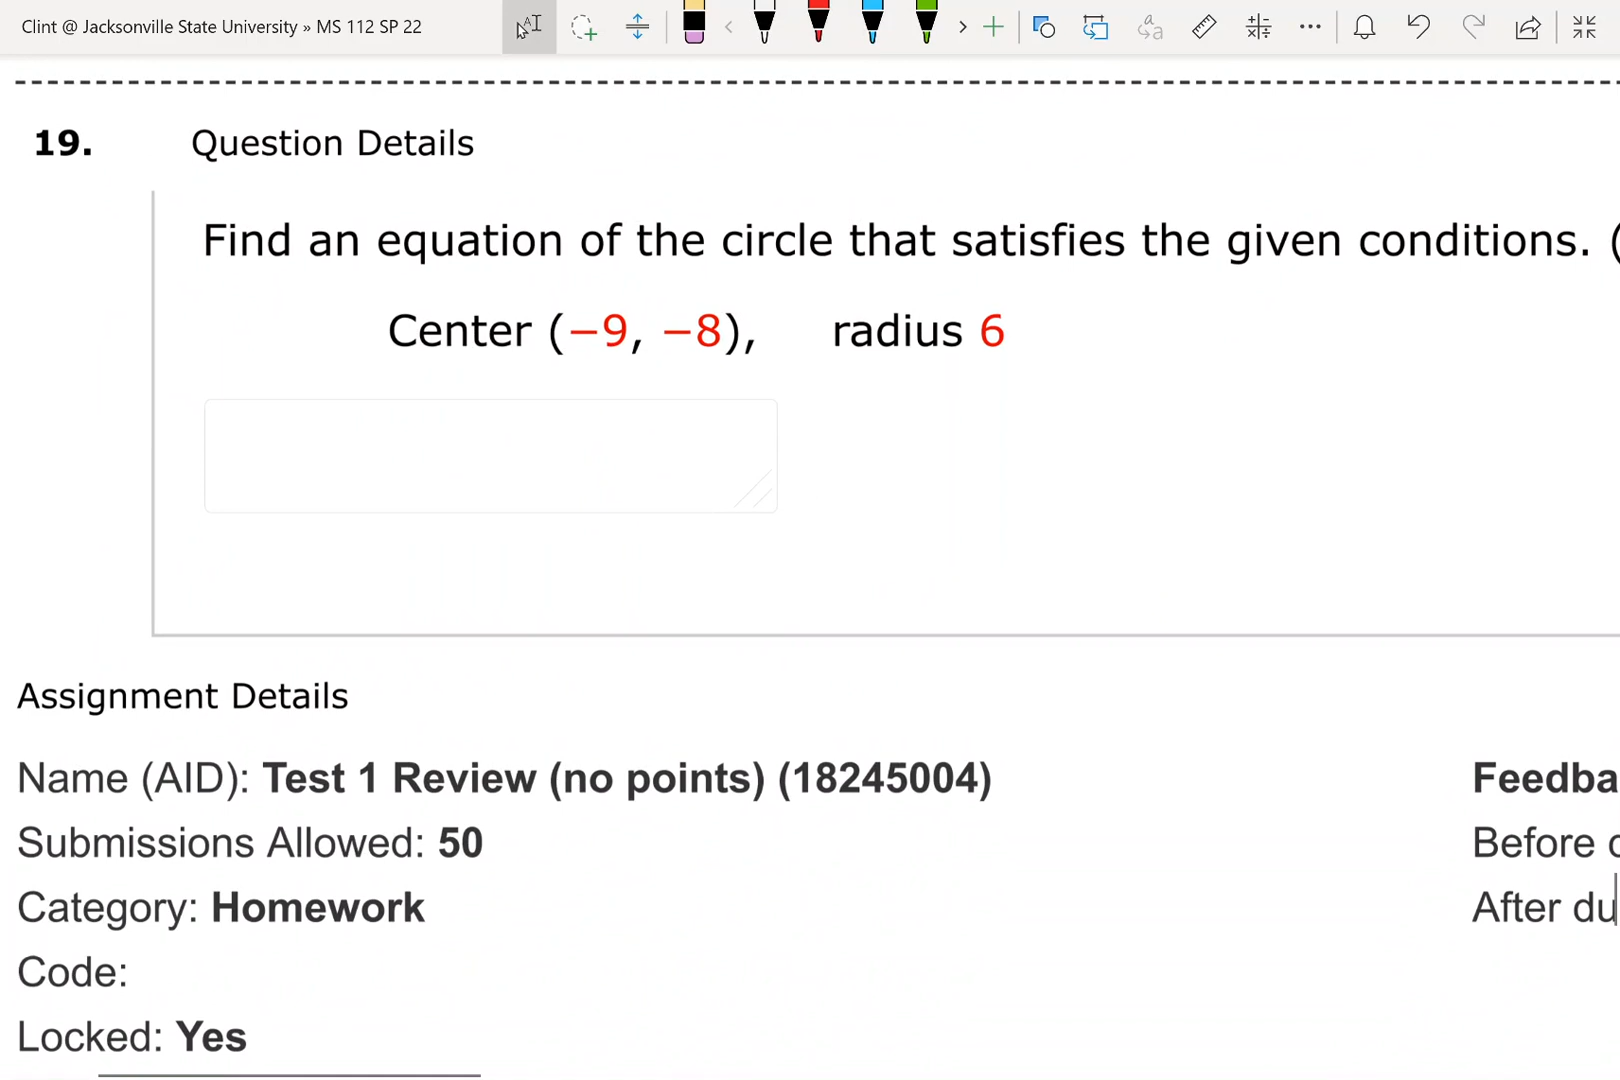 Clint @ Jacksonville State University » MS 112 SP 22
19. Question Details
Find an equation of the circle that satisfies the given conditions. (
Center (−9, −8), radius 6
Assignment Details
Name (AID): Test 1 Review (no points) (18245004)
Submissions Allowed: 50
Category: Homework
Code:
Locked: Yes
Feedba
Before d
After du